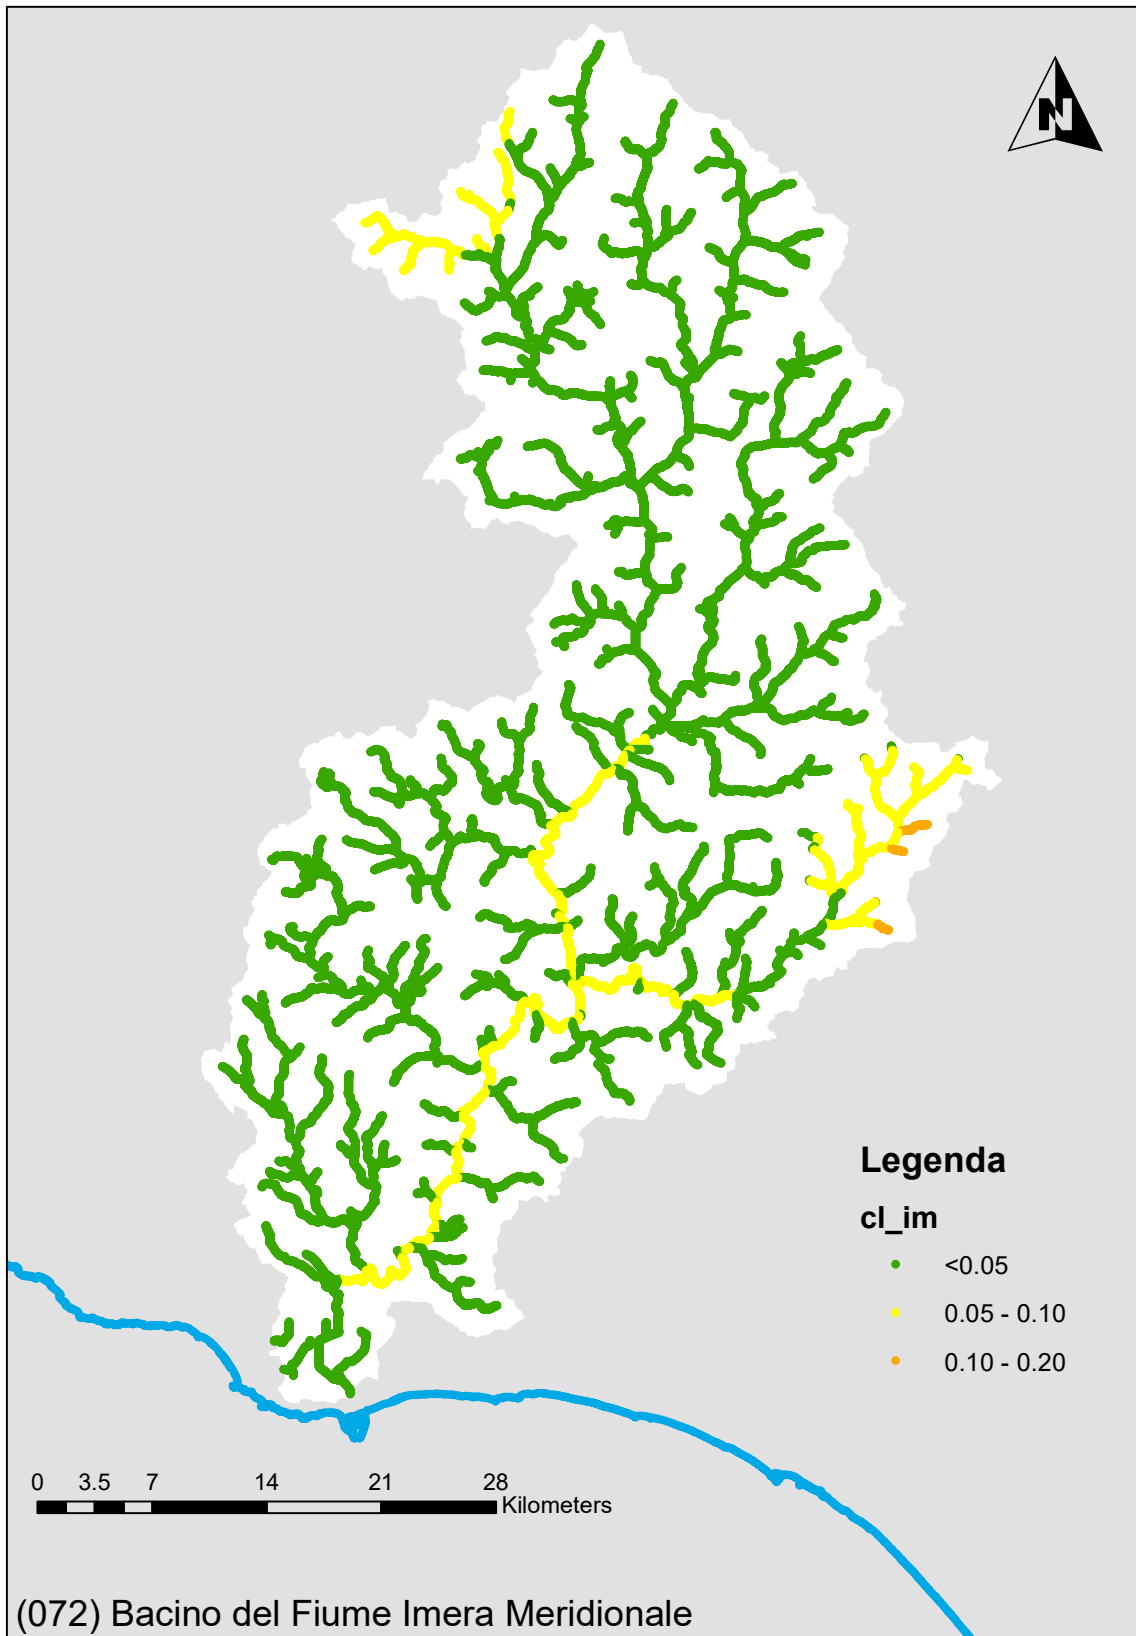 N
Legenda
cl_im
<0.05
0.05 - 0.10
0.10 - 0.20
0 3.5 7 14 21 28
Kilometers
(072) Bacino del Fiume Imera Meridionale